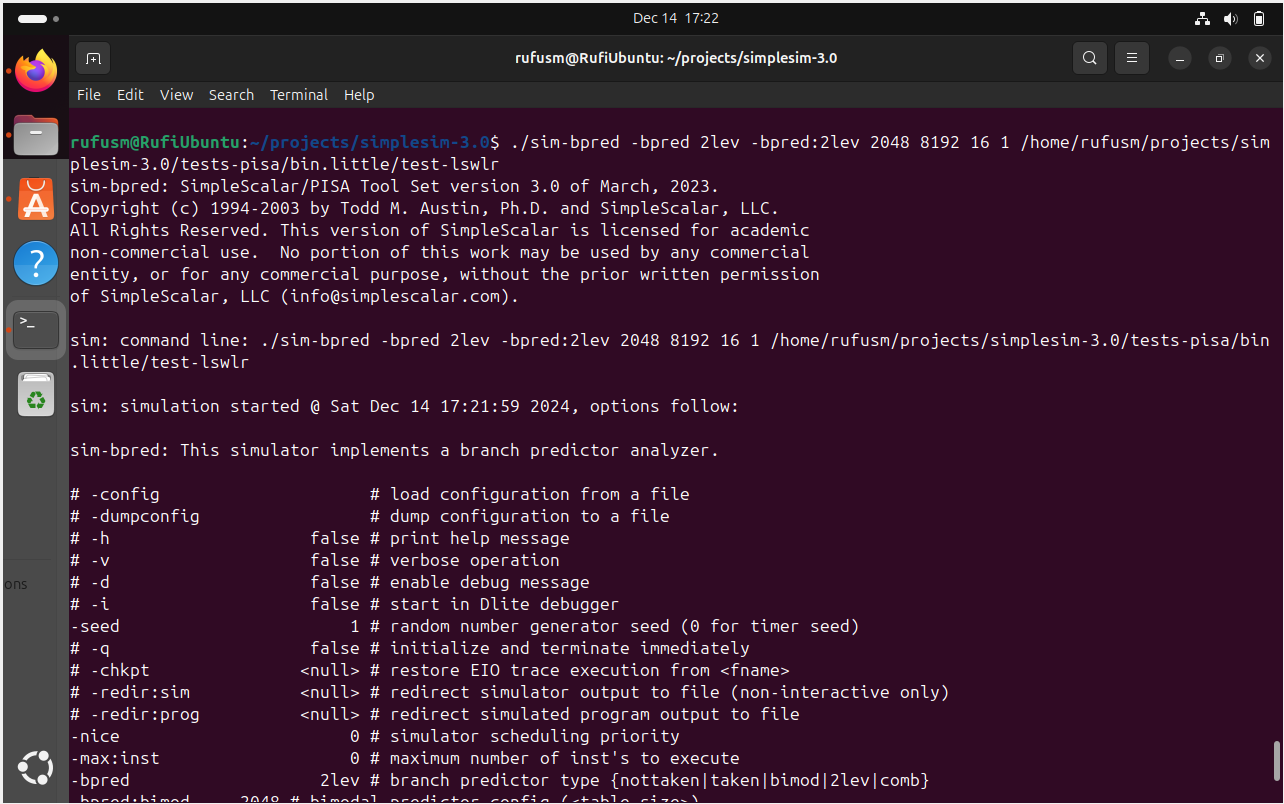 Dec 14 17:22
rufusm@RufiUbuntu: ~/projects/simplesim-3.0
File Edit View Search Terminal Help
rufusm@RufiUbuntu:~/projects/simplesim-3.0$ ./sim-bpred -bpred 2lev -bpred:2lev 2048 8192 16 1 /home/rufusm/projects/sim
plesim-3.0/tests-pisa/bin.little/test-lswlr
sim-bpred: SimpleScalar/PISA Tool Set version 3.0 of March, 2023.
Copyright (c) 1994-2003 by Todd M. Austin, Ph.D. and SimpleScalar, LLC.
All Rights Reserved. This version of SimpleScalar is licensed for academic
non-commercial use.  No portion of this work may be used by any commercial
entity, or for any commercial purpose, without the prior written permission
of SimpleScalar, LLC (info@simplescalar.com).
sim: command line: ./sim-bpred -bpred 2lev -bpred:2lev 2048 8192 16 1 /home/rufusm/projects/simplesim-3.0/tests-pisa/bin
.little/test-lswlr
sim: simulation started @ Sat Dec 14 17:21:59 2024, options follow:
sim-bpred: This simulator implements a branch predictor analyzer.
# -config                     # load configuration from a file
# -dumpconfig                 # dump configuration to a file
# -h                    false # print help message
# -v                    false # verbose operation
# -d                    false # enable debug message
# -i                    false # start in Dlite debugger
-seed                       1 # random number generator seed (0 for timer seed)
# -q                    false # initialize and terminate immediately
# -chkpt               <null> # restore EIO trace execution from <fname>
# -redir:sim           <null> # redirect simulator output to file (non-interactive only)
# -redir:prog          <null> # redirect simulated program output to file
-nice                       0 # simulator scheduling priority
-max:inst                   0 # maximum number of inst's to execute
-bpred                   2lev # branch predictor type {nottaken|taken|bimod|2lev|comb}
-bpred:bimod     2048 # bimodal predictor config (<table size>)
ons